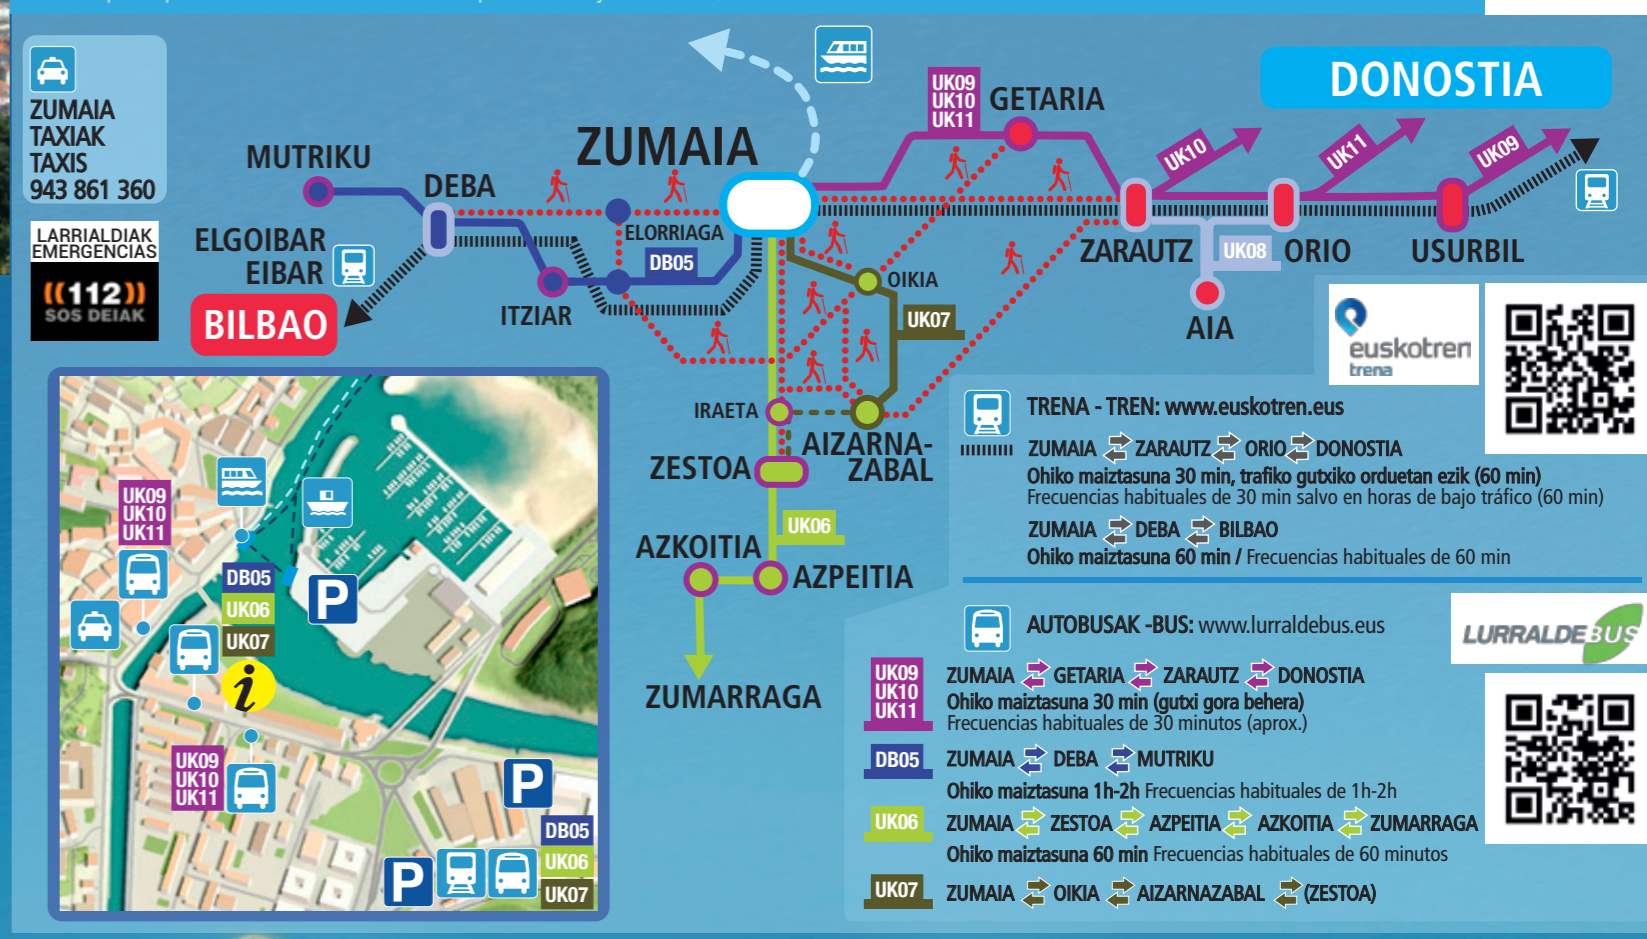 ZUMAIA
TAXIAK
TAXIS
943 861 360
LARRIALDIAK
EMERGENCIAS
((112))
SOS DEIAK
MUTRIKU
DEBA
ELGOIBAR
EIBAR
BILBAO
ITZIAR
ELORRIAGA
DB05
ZUMAIA
UK09
UK10
UK11
GETARIA
DONOSTIA
UK10
UK11
UK09
ZARAUTZ
UK08
ORIO
USURBIL
AIA
OIKIA
UK07
IRAETA
AIZARNA-
ZABAL
ZESTOA
UK06
AZKOITIA
AZPEITIA
ZUMARRAGA
UK09
UK10
UK11
DB05
UK06
UK07
i
P
UK09
UK10
UK11
P
P
DB05
UK06
UK07
euskotren
trena
TRENA - TREN: www.euskotren.eus
ZUMAIA ZARAUTZ ORIO DONOSTIA
Ohiko maiztasuna 30 min, trafiko gutxiko orduetan ezik (60 min)
Frecuencias habituales de 30 min salvo en horas de bajo tráfico (60 min)
ZUMAIA DEBA BILBAO
Ohiko maiztasuna 60 min / Frecuencias habituales de 60 min
AUTOBUSAK -BUS: www.lurraldebus.eus
LURRALDEBUS
UK09
UK10
UK11
ZUMAIA GETARIA ZARAUTZ DONOSTIA
Ohiko maiztasuna 30 min (gutxi gora behera)
Frecuencias habituales de 30 minutos (aprox.)
DB05 ZUMAIA DEBA MUTRIKU
Ohiko maiztasuna 1h-2h Frecuencias habituales de 1h-2h
UK06 ZUMAIA ZESTOA AZPEITIA AZKOITIA ZUMARRAGA
Ohiko maiztasuna 60 min Frecuencias habituales de 60 minutos
UK07 ZUMAIA OIKIA AIZARNAZABAL (ZESTOA)